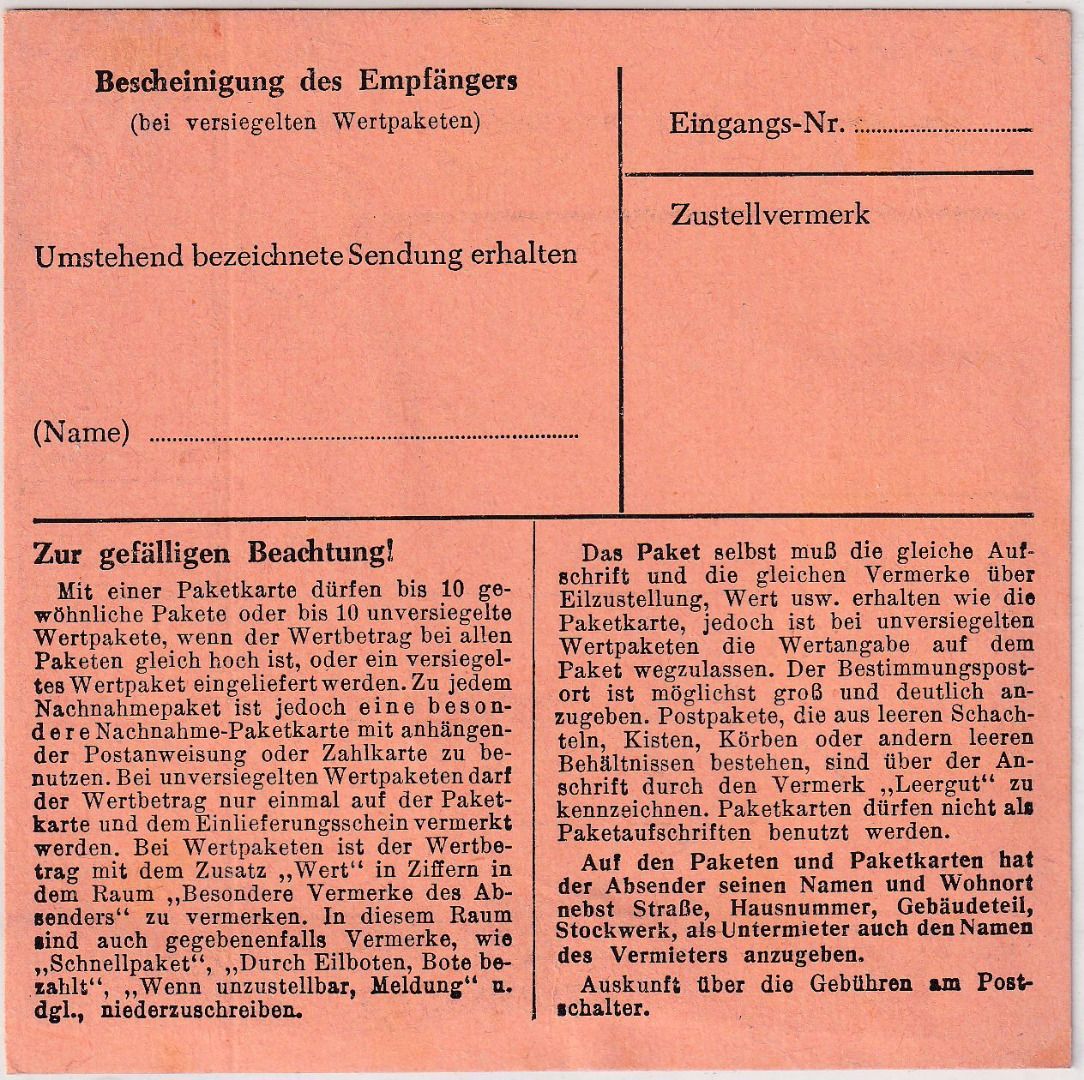 Bescheinigung des Empfängers
(bei versiegelten Wertpaketen)
Umstehend bezeichnete Sendung erhalten
(Name)
Eingangs-Nr.
Zustellvermerk
Zur gefälligen Beachtung!
Mit einer Paketkarte dürfen bis 10 ge-
wöhnliche Pakete oder bis 10 unversiegelte
Wertpakete, wenn der Wertbetrag bei allen
Paketen gleich hoch ist, oder ein versiegel-
tes Wertpaket eingeliefert werden. Zu jedem
Nachnahmepaket ist jedoch eine beson-
dere Nachnahme-Paketkarte mit anhängen-
der Postanweisung oder Zahlkarte zu be-
nutzen. Bei unversiegelten Wertpaketen darf
der Wertbetrag nur einmal auf der Paket-
karte und dem Einlieferungsschein vermerkt
werden. Bei Wertpaketen ist der Wertbe-
trag mit dem Zusatz „Wert“ in Ziffern in
dem Raum „Besondere Vermerke des Ab-
senders“ zu vermerken. In diesem Raum
sind auch gegebenenfalls Vermerke, wie
„Schnellpaket“, „Durch Eilboten, Bote be-
zahlt“, „Wenn unzustellbar, Meldung“ u.
dgl., niederzuschreiben.
Das Paket selbst muß die gleiche Auf-
schrift und die gleichen Vermerke über
Eilzustellung, Wert usw. erhalten wie die
Paketkarte, jedoch ist bei unversiegelten
Wertpaketen die Wertangabe auf dem
Paket wegzulassen. Der Bestimmungspost-
ort ist möglichst groß und deutlich an-
zugeben. Postpakete, die aus leeren Schach-
teln, Kisten, Körben oder andern leeren
Behältnissen bestehen, sind über der An-
schrift durch den Vermerk „Leergut“ zu
kennzeichnen. Paketkarten dürfen nicht als
Paketaufschriften benutzt werden.
Auf den Paketen und Paketkarten hat
der Absender seinen Namen und Wohnort
nebst Straße, Hausnummer, Gebäudeteil,
Stockwerk, als Untermieter auch den Namen
des Vermieters anzugeben.
Auskunft über die Gebühren am Post-
schalter.